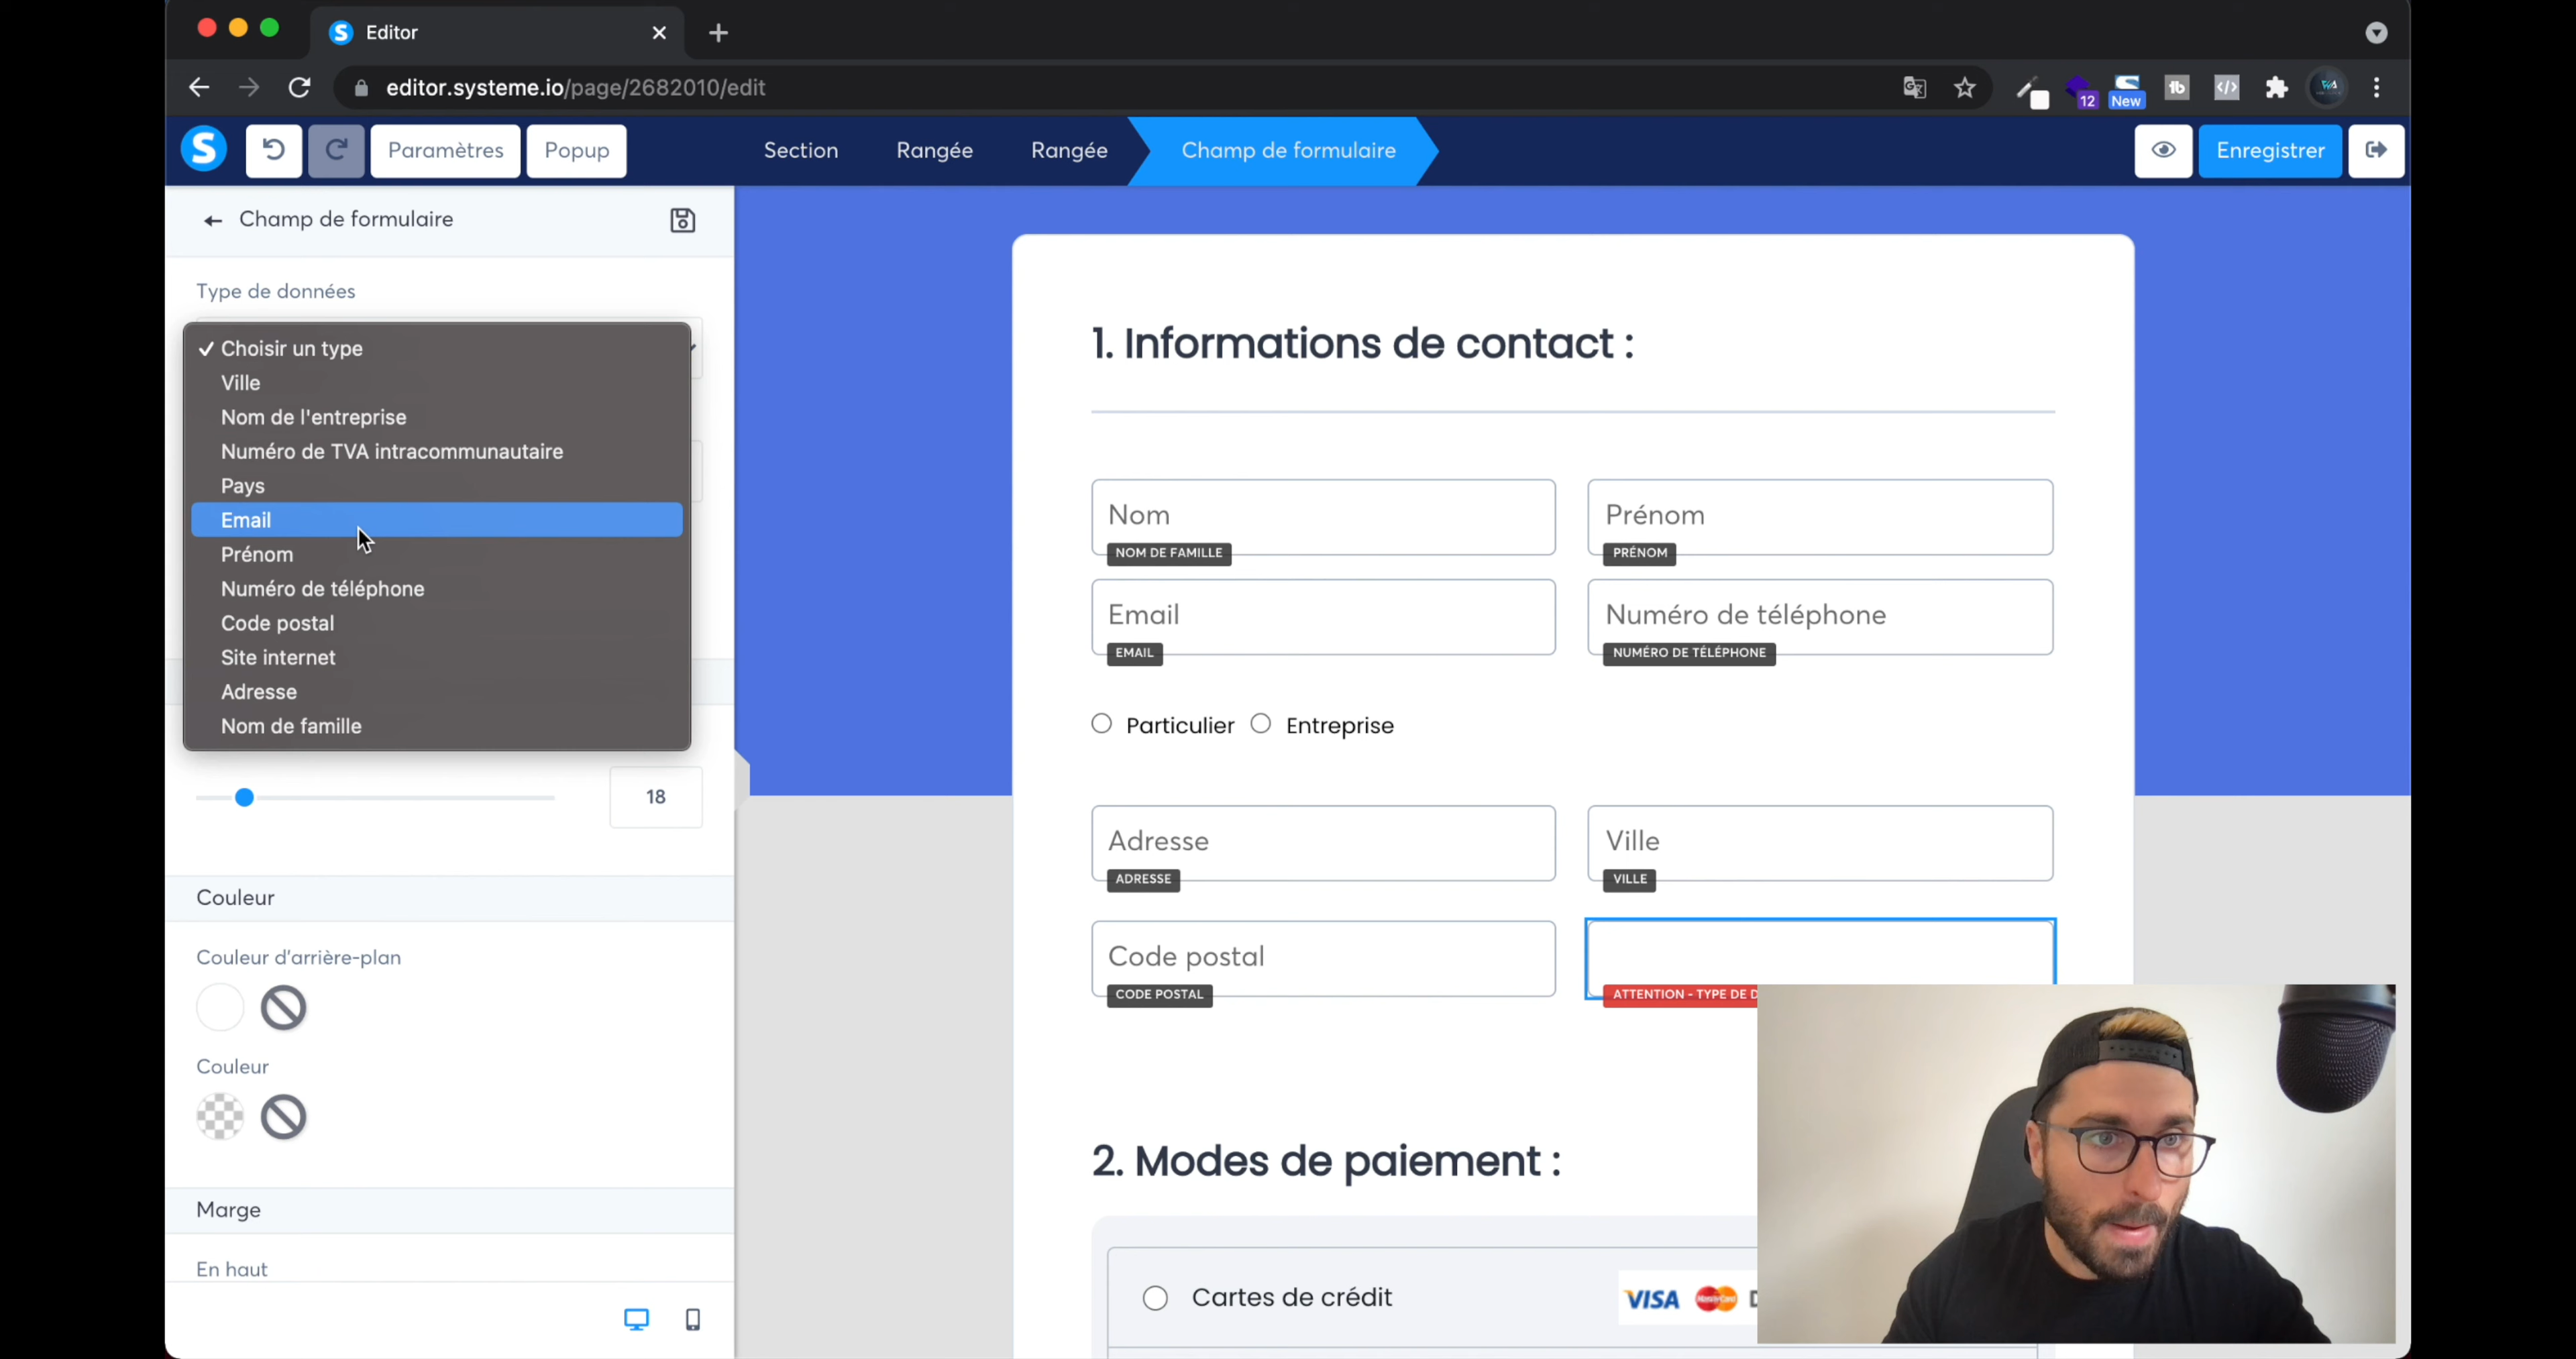 Editor
editor.systeme.io/page/2682010/edit
12
New
Paramètres
Popup
Section
Rangée
Rangée
Champ de formulaire
Enregistrer
Champ de formulaire
Type de données
Choisir un type
Ville
Nom de l'entreprise
Numéro de TVA intracommunautaire
Pays
Email
Prénom
Numéro de téléphone
Code postal
Site internet
Adresse
Nom de famille
18
Couleur
Couleur d'arrière-plan
Couleur
Marge
En haut
1. Informations de contact :
Nom
NOM DE FAMILLE
Prénom
PRÉNOM
Email
EMAIL
Numéro de téléphone
NUMÉRO DE TÉLÉPHONE
Particulier
Entreprise
Adresse
ADRESSE
Ville
VILLE
Code postal
CODE POSTAL
ATTENTION - TYPE DE D
2. Modes de paiement :
Cartes de crédit
VISA